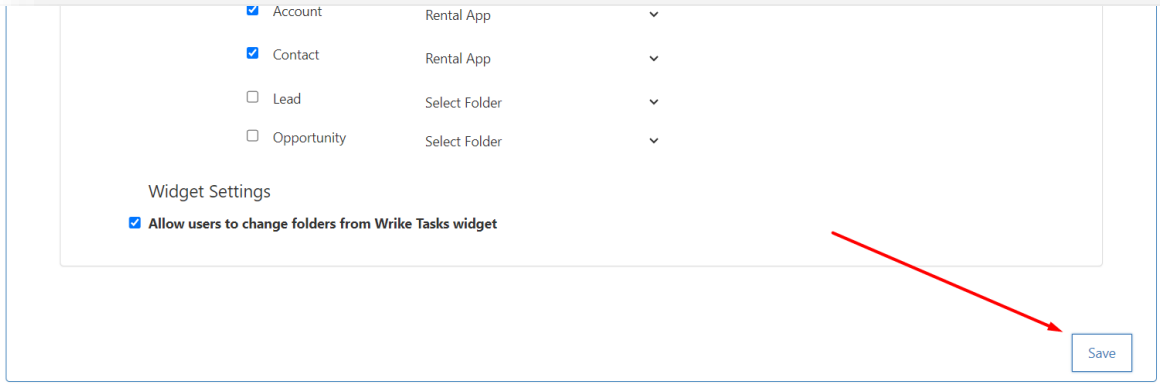 Account Rental App
Contact Rental App
Lead Select Folder
Opportunity Select Folder
Widget Settings
Allow users to change folders from Wrike Tasks widget
Save